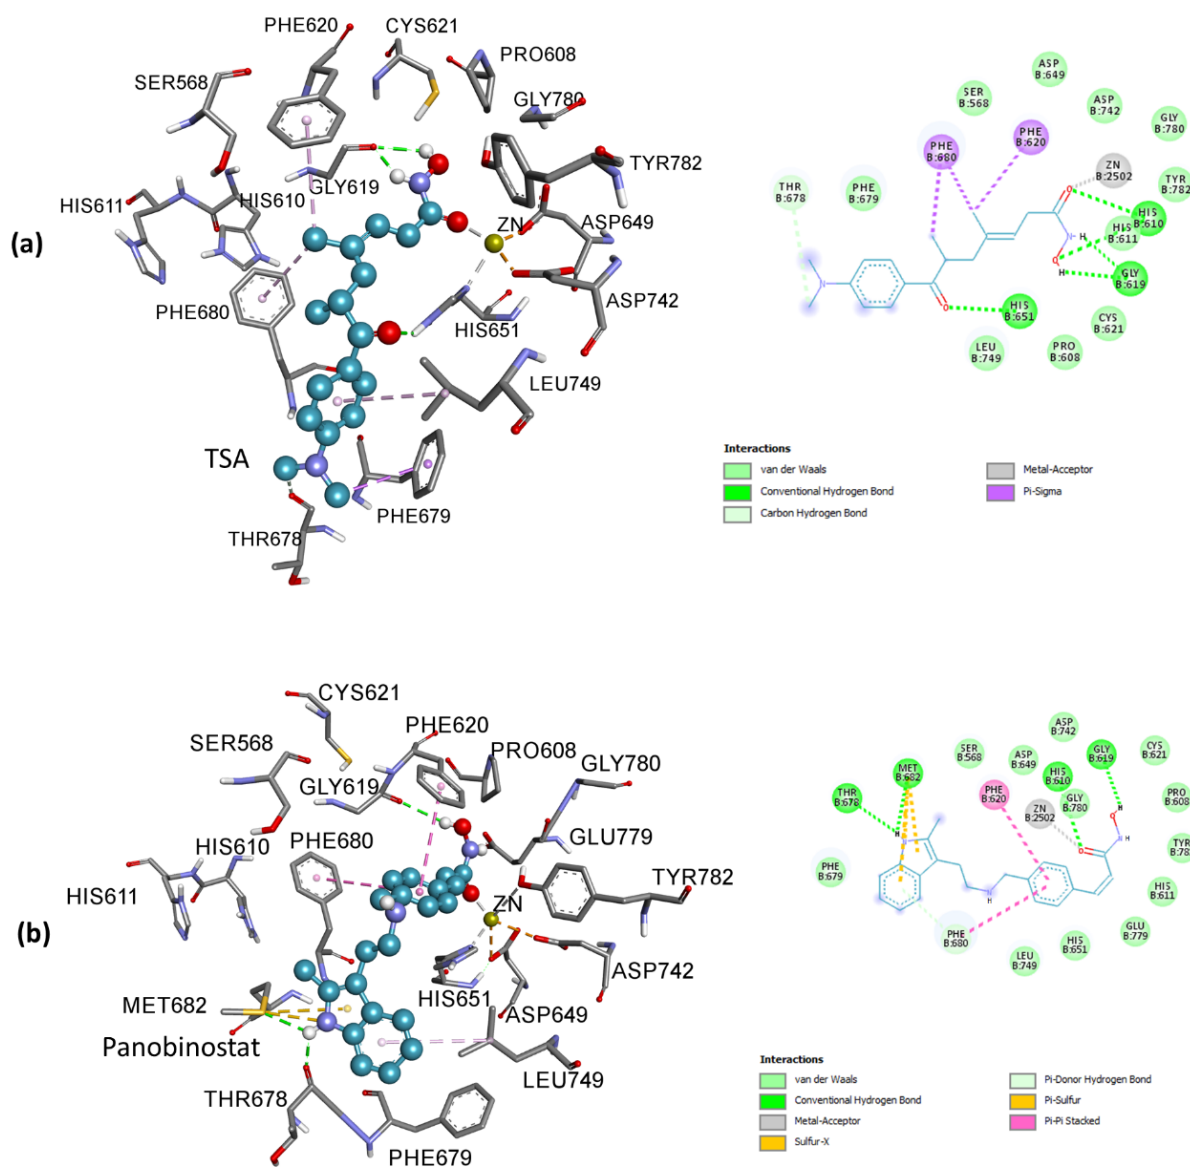 (a)
PHE620
CYS621
PRO608
SER568
GLY780
TYR782
GLY619
HIS611
HIS610
ZN
ASP649
ASP742
PHE680
HIS651
LEU749
TSA
PHE679
THR678
ASP
B:649
SER
B:568
ASP
B:742
GLY
B:780
PHE
B:680
PHE
B:620
ZN
B:2502
TYR
B:782
THR
B:678
PHE
B:679
HIS
B:610
HIS
B:611
N
O
O
N
H
O
H
GLY
B:619
HIS
B:651
CYS
B:621
LEU
B:749
PRO
B:608
Interactions
van der Waals
Conventional Hydrogen Bond
Carbon Hydrogen Bond
Metal-Acceptor
Pi-Sigma
(b)
CYS621
PHE620
SER568
PRO608
GLY780
GLY619
GLU779
PHE680
HIS610
TYR782
HIS611
ZN
ASP742
HIS651
MET682
ASP649
Panobinostat
LEU749
THR678
PHE679
ASP
B:742
SER
B:568
ASP
B:649
GLY
B:619
CYS
B:621
MET
B:682
HIS
B:610
THR
B:678
PHE
B:620
GLY
B:780
PRO
B:608
ZN
B:2502
TYR
B:782
PHE
B:679
HIS
B:611
PHE
B:680
GLU
B:779
LEU
B:749
HIS
B:651
Interactions
van der Waals
Conventional Hydrogen Bond
Metal-Acceptor
Sulfur-X
Pi-Donor Hydrogen Bond
Pi-Sulfur
Pi-Pi Stacked